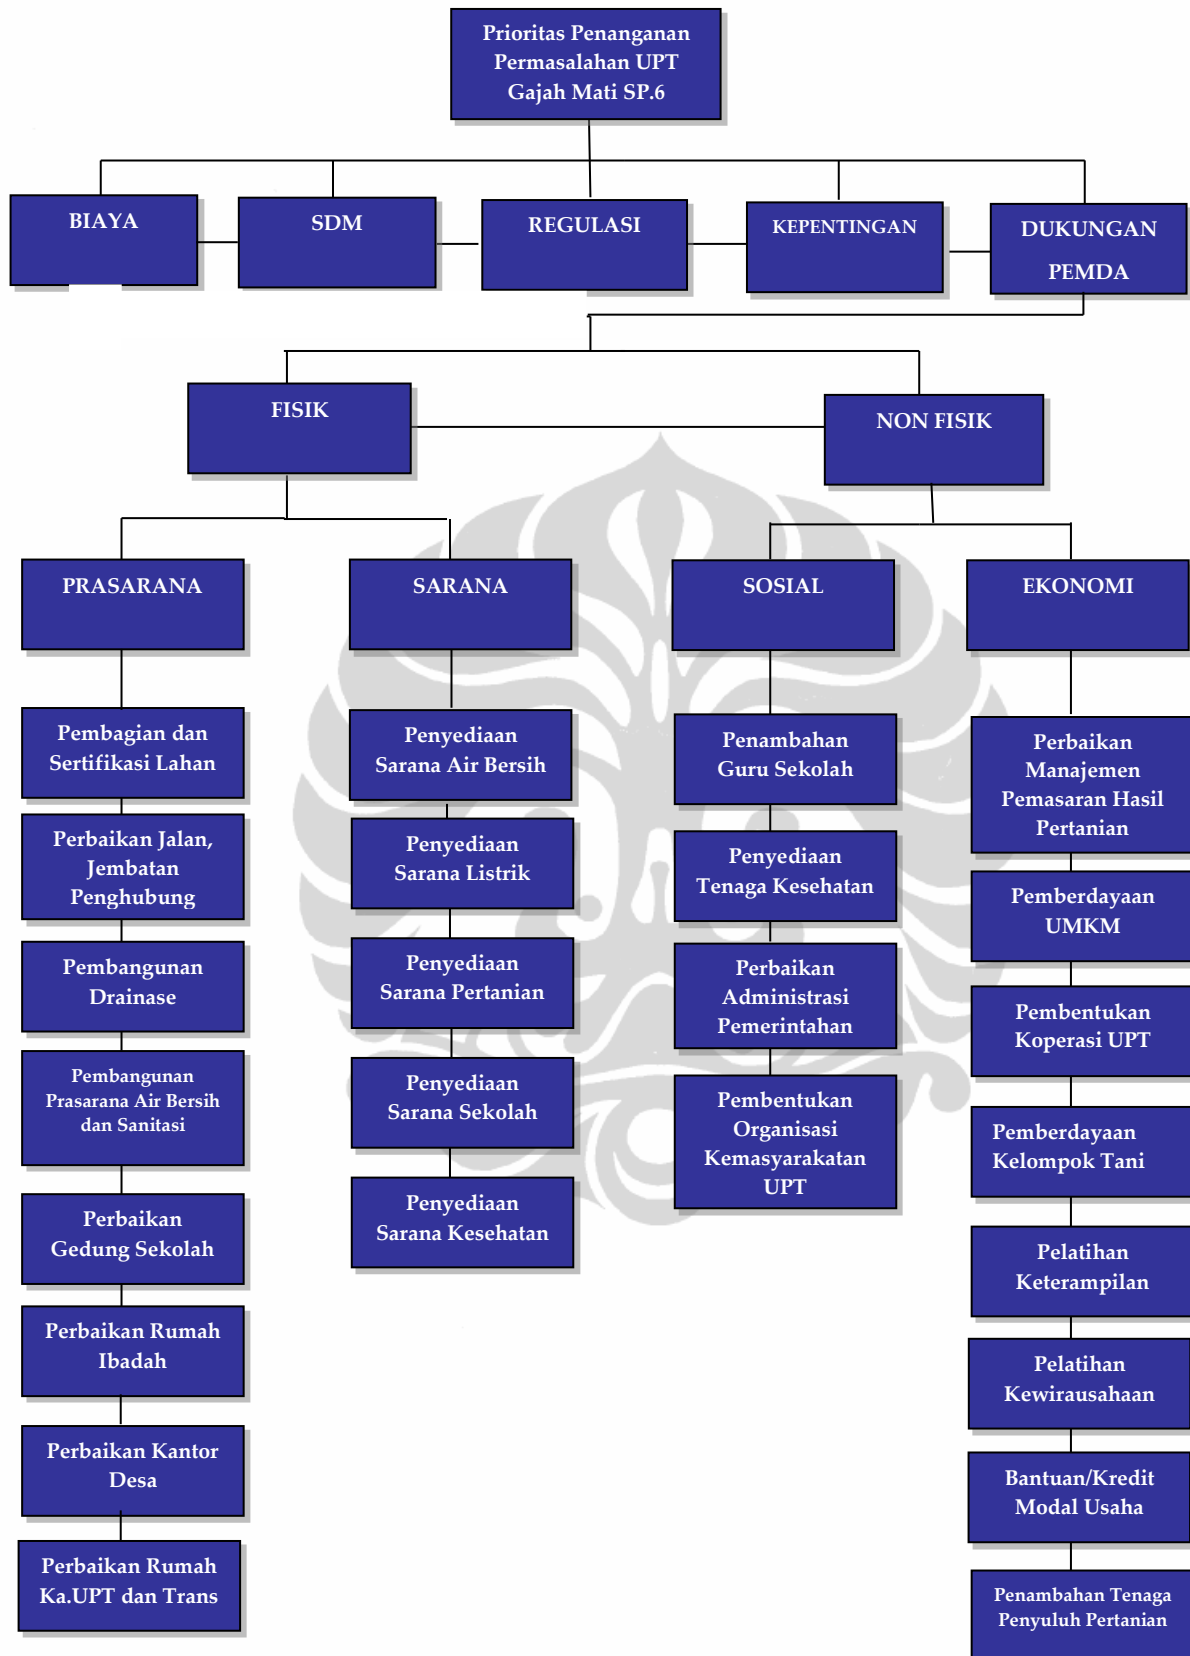 Prioritas Penanganan
Permasalahan UPT
Gajah Mati SP.6
BIAYA
SDM
REGULASI
KEPENTINGAN
DUKUNGAN
PEMDA
FISIK
NON FISIK
PRASARANA
SARANA
SOSIAL
EKONOMI
Pembagian dan
Sertifikasi Lahan
Perbaikan Jalan,
Jembatan
Penghubung
Pembangunan
Drainase
Pembangunan
Prasarana Air Bersih
dan Sanitasi
Perbaikan
Gedung Sekolah
Perbaikan Rumah
Ibadah
Perbaikan Kantor
Desa
Perbaikan Rumah
Ka.UPT dan Trans
Penyediaan
Sarana Air Bersih
Penyediaan
Sarana Listrik
Penyediaan
Sarana Pertanian
Penyediaan
Sarana Sekolah
Penyediaan
Sarana Kesehatan
Penambahan
Guru Sekolah
Penyediaan
Tenaga Kesehatan
Perbaikan
Administrasi
Pemerintahan
Pembentukan
Organisasi
Kemasyarakatan
UPT
Perbaikan
Manajemen
Pemasaran Hasil
Pertanian
Pemberdayaan
UMKM
Pembentukan
Koperasi UPT
Pemberdayaan
Kelompok Tani
Pelatihan
Keterampilan
Pelatihan
Kewirausahaan
Bantuan/Kredit
Modal Usaha
Penambahan Tenaga
Penyuluh Pertanian